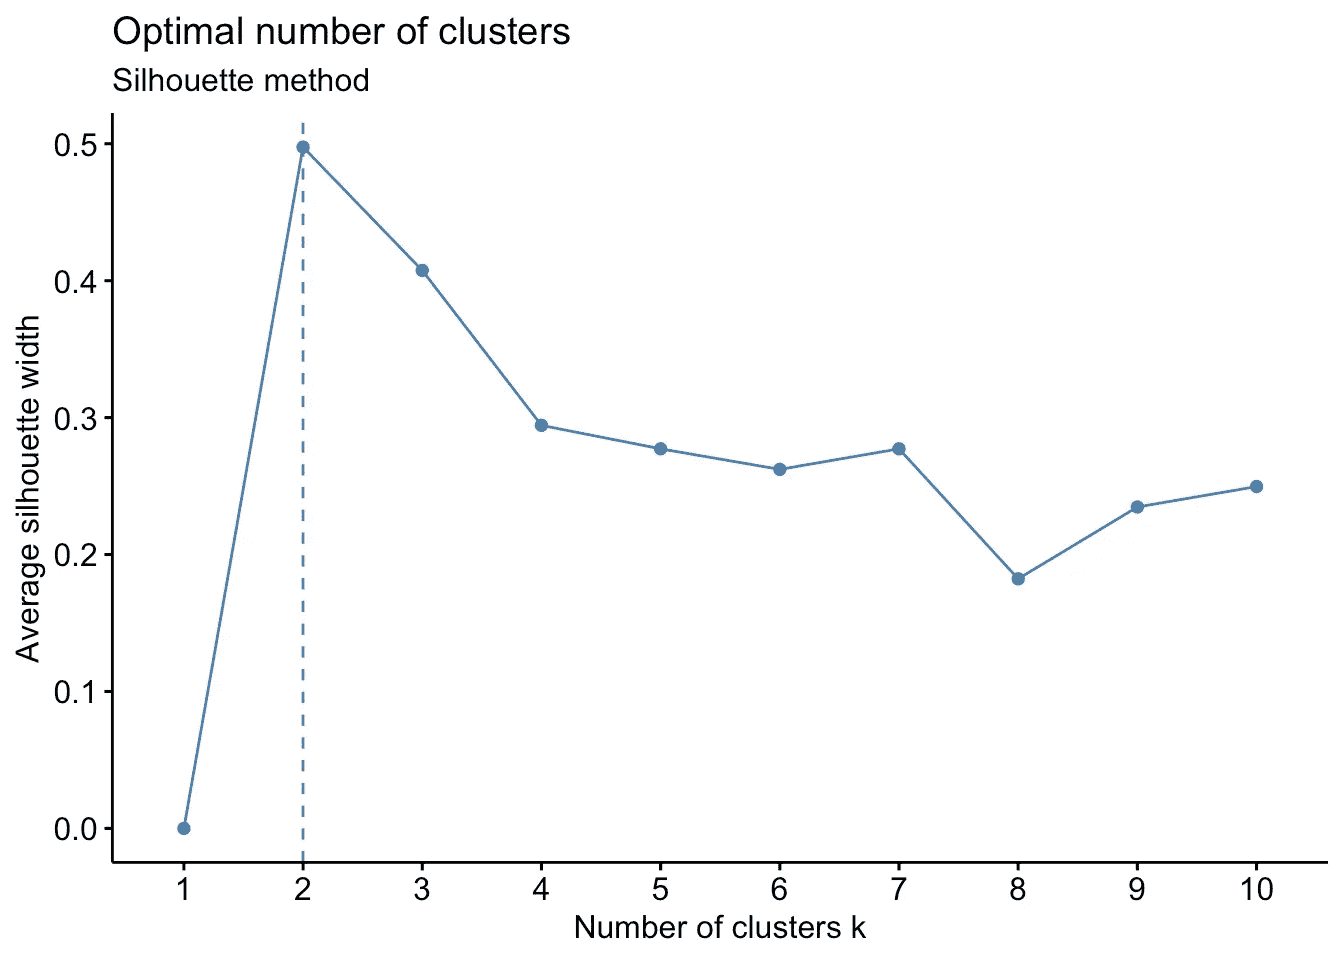 Optimal number of clusters
Silhouette method
Average silhouette width
0.5
0.4
0.3
0.2
0.1
0.0
1 2 3 4 5 6 7 8 9 10
Number of clusters k